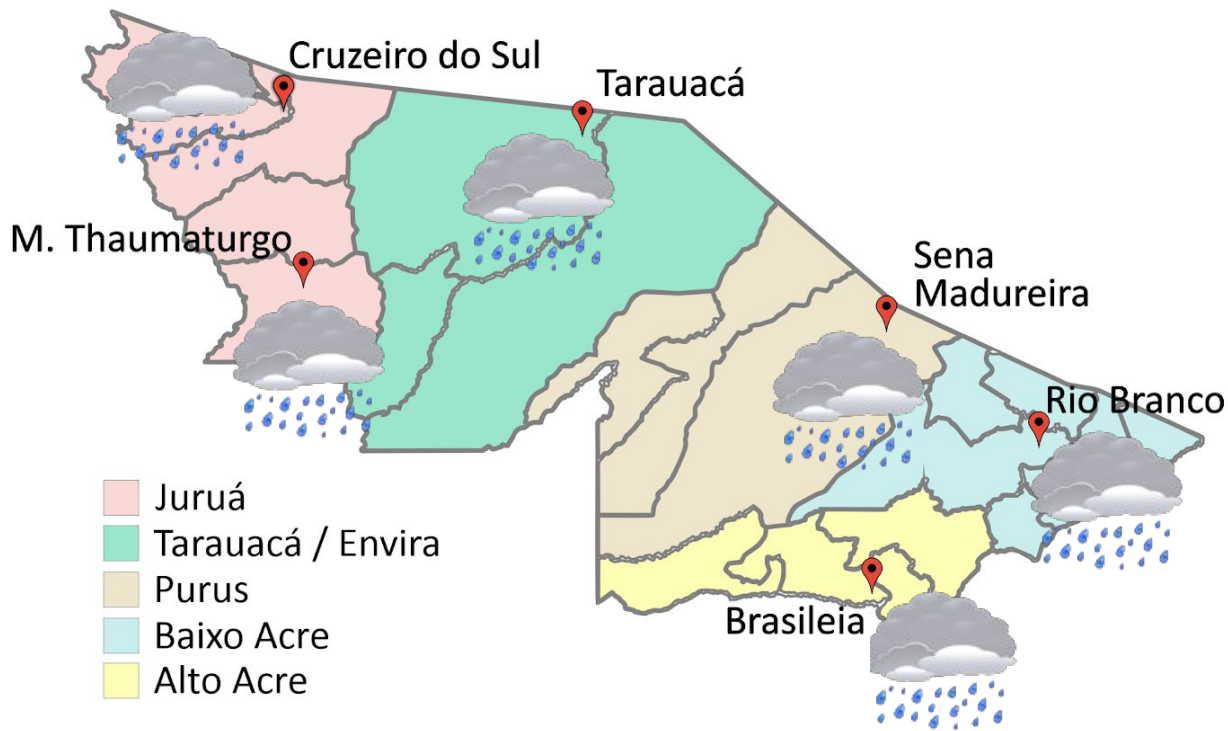 Cruzeiro do Sul
Tarauacá
M. Thaumaturgo
Sena
Madureira
Rio Branco
Brasileia
Juruá
Tarauacá / Envira
Purus
Baixo Acre
Alto Acre